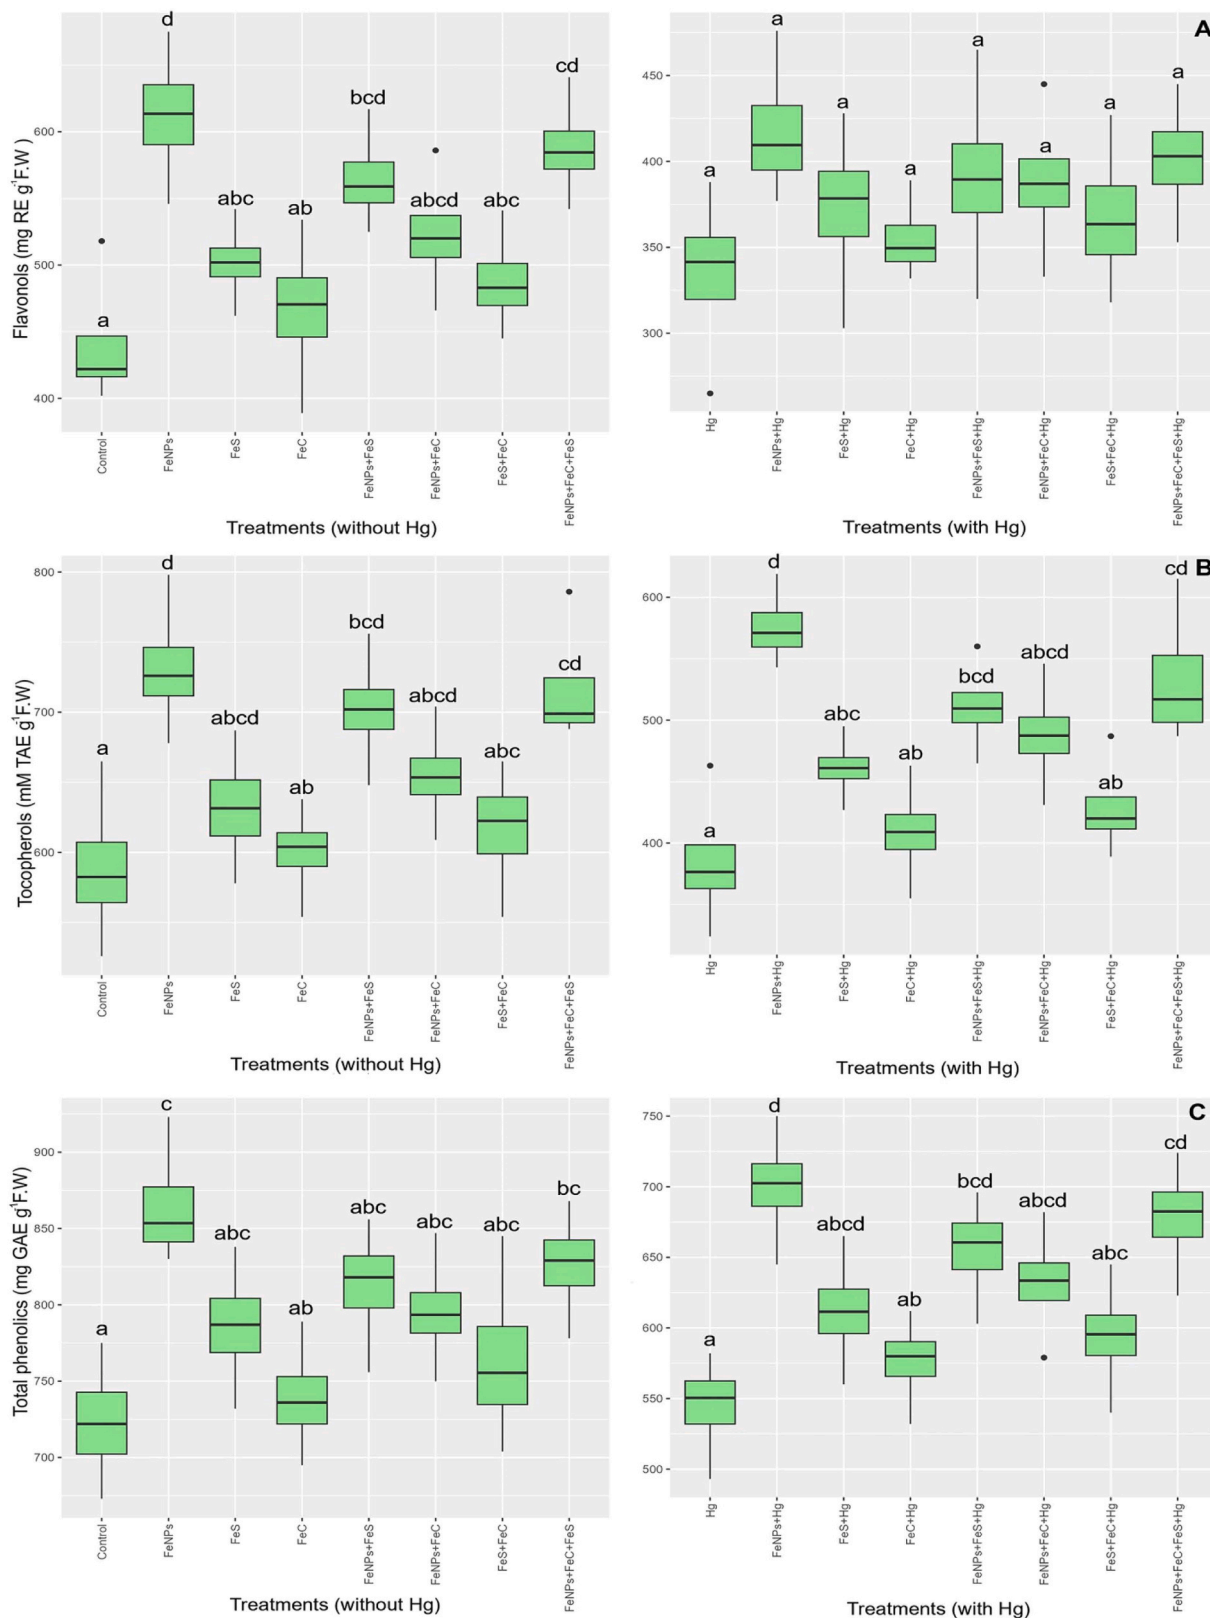 A
Flavonols (mg RE g¹F.W )
600
500
400
a
d
abc
ab
bcd
abcd
abc
cd
Control
FeNPs
FeS
FeC
FeNPs+FeS
FeNPs+FeC
FeS+FeC
FeNPs+FeC+FeS
Treatments (without Hg)
450
400
350
300
a
a
a
a
a
a
a
a
Hg
FeNPs+Hg
FeS+Hg
FeC+Hg
FeNPs+FeS+Hg
FeNPs+FeC+Hg
FeS+FeC+Hg
FeNPs+FeC+FeS+Hg
Treatments (with Hg)
B
Tocopherols (mM TAE g¹F.W)
800
700
600
a
d
abcd
ab
bcd
abcd
abc
cd
Control
FeNPs
FeS
FeC
FeNPs+FeS
FeNPs+FeC
FeS+FeC
FeNPs+FeC+FeS
Treatments (without Hg)
600
500
400
a
d
abc
ab
bcd
abcd
ab
cd
Hg
FeNPs+Hg
FeS+Hg
FeC+Hg
FeNPs+FeS+Hg
FeNPs+FeC+Hg
FeS+FeC+Hg
FeNPs+FeC+FeS+Hg
Treatments (with Hg)
C
Total phenolics (mg GAE g¹F.W)
900
850
800
750
700
a
c
abc
ab
abc
abc
abc
bc
Control
FeNPs
FeS
FeC
FeNPs+FeS
FeNPs+FeC
FeS+FeC
FeNPs+FeC+FeS
Treatments (without Hg)
750
700
650
600
550
500
a
d
abcd
ab
bcd
abcd
abc
cd
Hg
FeNPs+Hg
FeS+Hg
FeC+Hg
FeNPs+FeS+Hg
FeNPs+FeC+Hg
FeS+FeC+Hg
FeNPs+FeC+FeS+Hg
Treatments (with Hg)